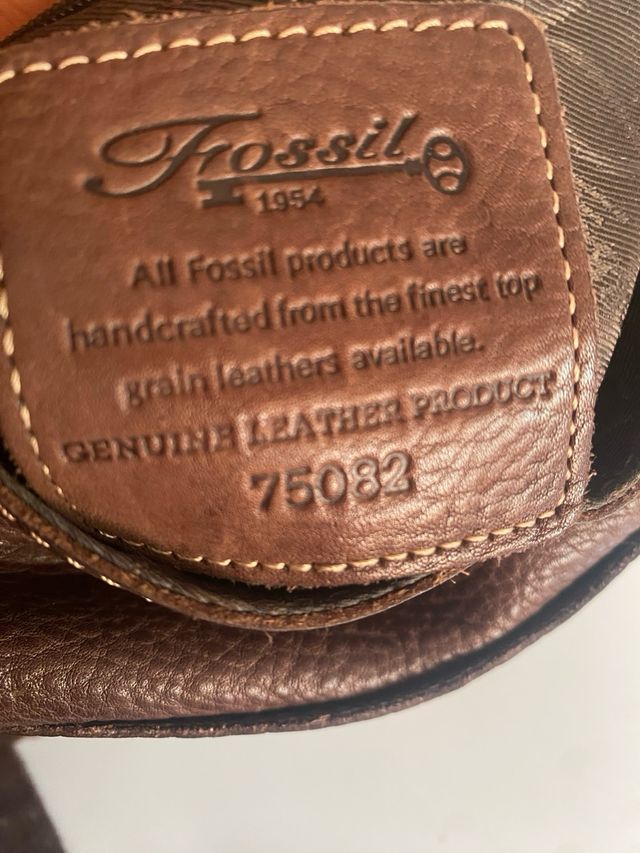 Fossil
1954
All Fossil products are
handcrafted from the finest top
grain leathers available.
GENUINE LEATHER PRODUCT
75082